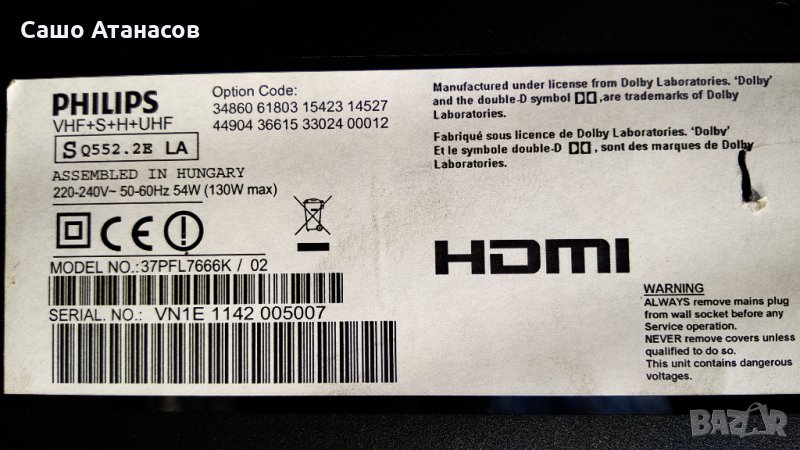 Сашо Атанасов
PHILIPS
VHF+S+H+UHF
S Q552.2E LA
ASSEMBLED IN HUNGARY
220-240V~ 50-60Hz 54W (130W max)
Option Code:
34860 61803 15423 14527
44904 36615 33024 00012
CE
MODEL NO.:37PFL7666K / 02
SERIAL. NO.: VN1E 1142 005007
Manufactured under license from Dolby Laboratories. 'Dolby'
and the double-D symbol ,are trademarks of Dolby
Laboratories.
Fabriqué sous licence de Dolby Laboratories. 'Dolby'
Et le symbole double-D , sont des marques de Dolby
Laboratories.
HDMI
WARNING
ALWAYS remove mains plug
from wall socket before any
Service operation.
NEVER remove covers unless
qualified to do so.
This unit contains dangerous
voltages.
BAZAR